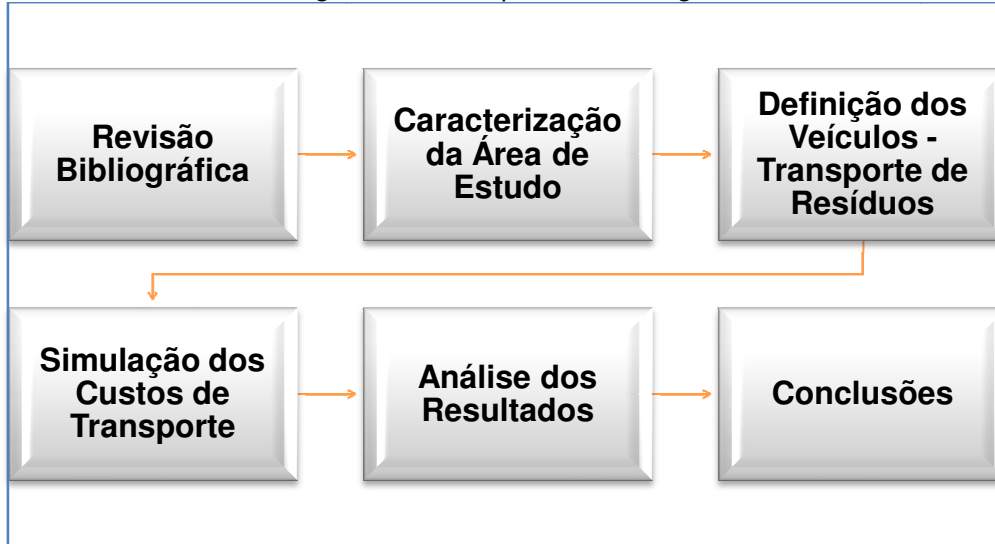 Revisão
Bibliográfica
Caracterização
da Área de
Estudo
Definição dos
Veículos -
Transporte de
Resíduos
Simulação dos
Custos de
Transporte
Análise dos
Resultados
Conclusões